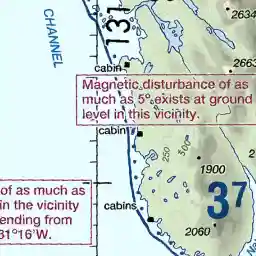 CHANNEL
131
2634
cabin
2663
Magnetic disturbance of as
much as 5° exists at ground
level in this vicinity.
cabin
250
500
1900
of as much as
in the vicinity
ending from
31°16'W.
37
cabins
2060